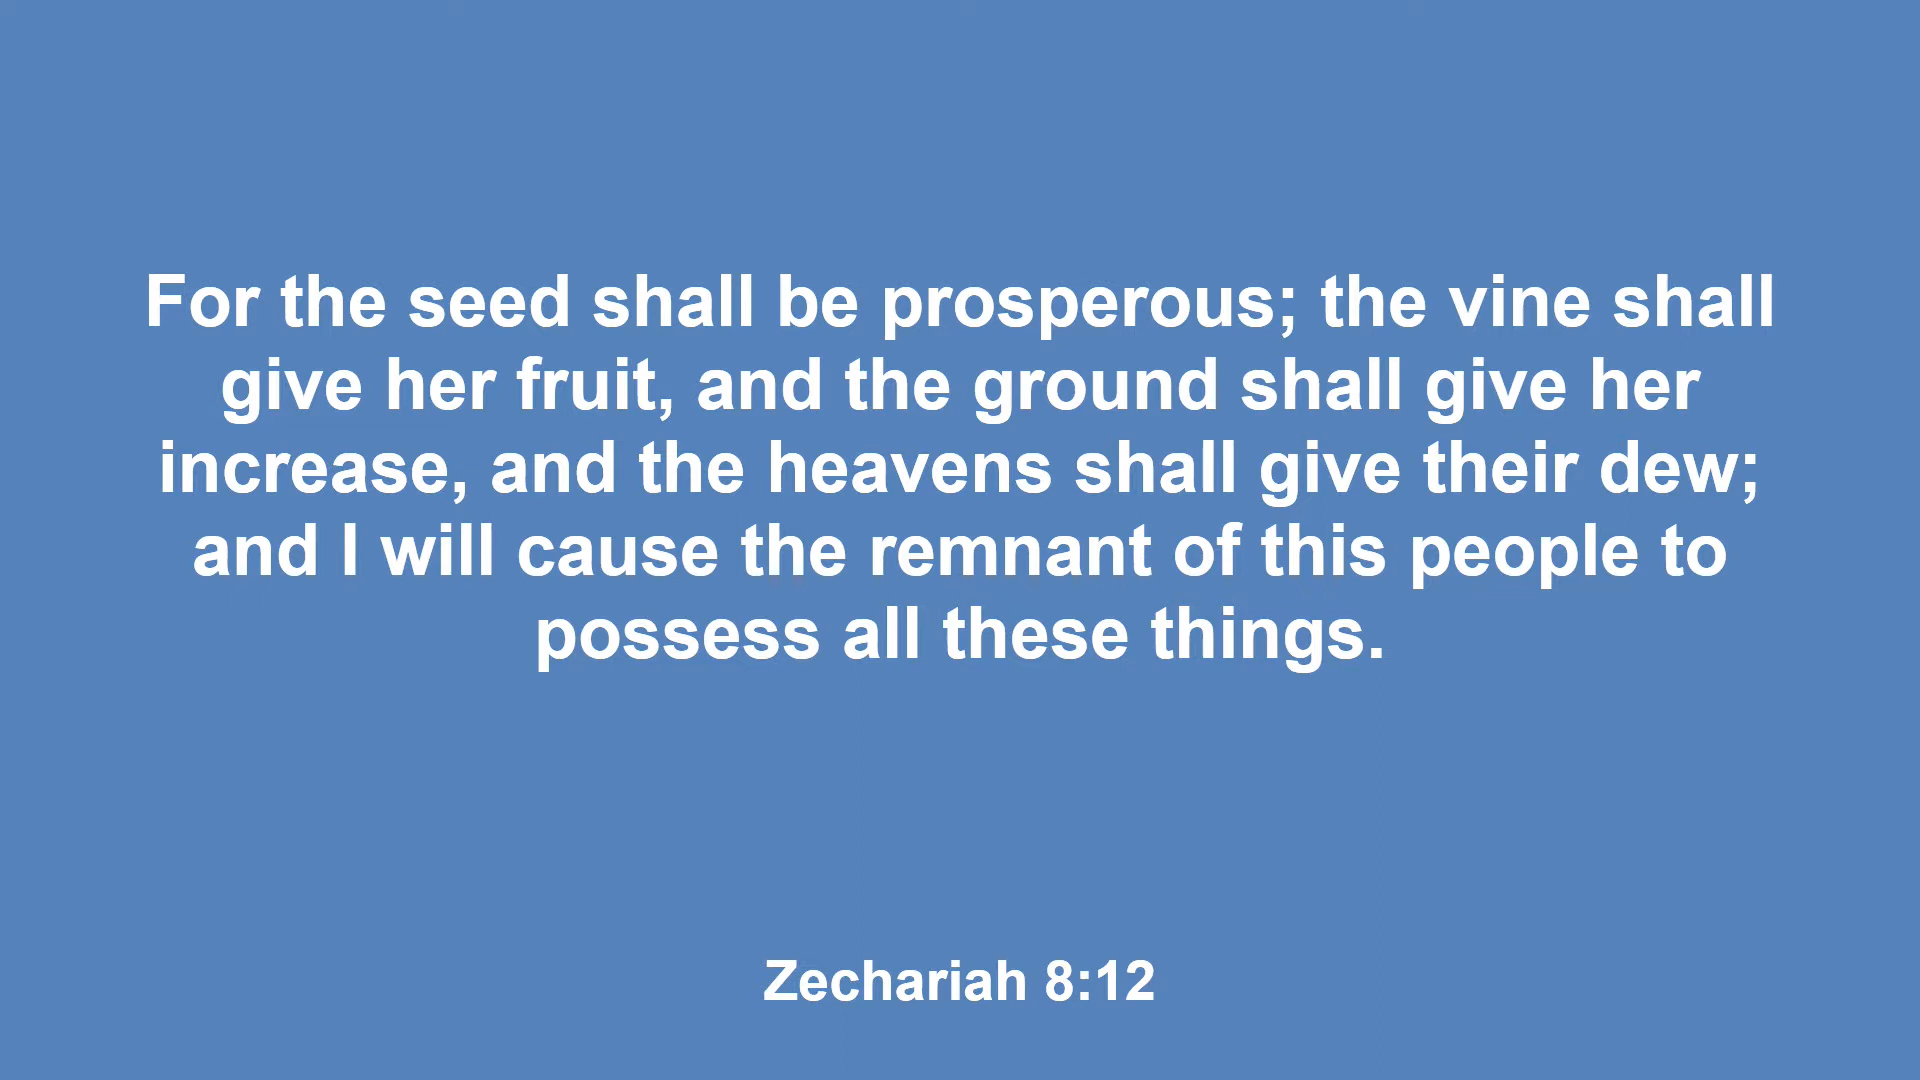 For the seed shall be prosperous; the vine shall
give her fruit, and the ground shall give her
increase, and the heavens shall give their dew;
and I will cause the remnant of this people to
possess all these things.
Zechariah 8:12